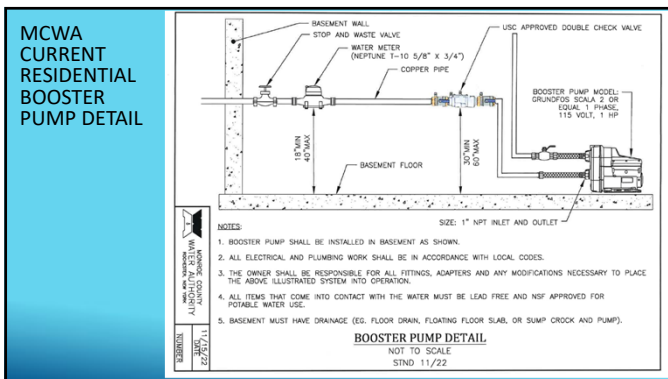 MCWA
CURRENT
RESIDENTIAL
BOOSTER
PUMP DETAIL
BASEMENT WALL
STOP AND WASTE VALVE
WATER METER
(NEPTUNE T-10 5/8" X 3/4")
COPPER PIPE
USC APPROVED DOUBLE CHECK VALVE
BOOSTER PUMP MODEL:
GRUNDFOS SCALA 2 OR
EQUAL 1 PHASE,
115 VOLT, 1 HP
18"MIN
40"MAX
30"MIN
60"MAX
BASEMENT FLOOR
SIZE: 1" NPT INLET AND OUTLET
NOTES:
1. BOOSTER PUMP SHALL BE INSTALLED IN BASEMENT AS SHOWN.
2. ALL ELECTRICAL AND PLUMBING WORK SHALL BE IN ACCORDANCE WITH LOCAL CODES.
3. THE OWNER SHALL BE RESPONSIBLE FOR ALL FITTINGS, ADAPTERS AND ANY MODIFICATIONS NECESSARY TO PLACE
THE ABOVE ILLUSTRATED SYSTEM INTO OPERATION.
4. ALL ITEMS THAT COME INTO CONTACT WITH THE WATER MUST BE LEAD FREE AND NSF APPROVED FOR
POTABLE WATER USE.
5. BASEMENT MUST HAVE DRAINAGE (EG. FLOOR DRAIN, FLOATING FLOOR SLAB, OR SUMP CROCK AND PUMP).
BOOSTER PUMP DETAIL
NOT TO SCALE
STND 11/22
MONROE COUNTY
WATER AUTHORITY
ROCHESTER, NEW YORK
11/15/22
DATE
NUMBER